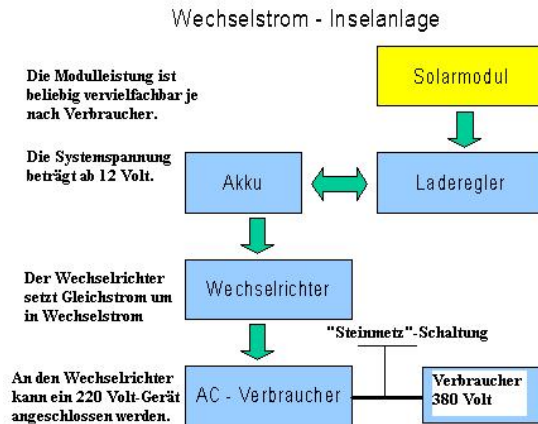 Wechselstrom - Inselanlage
Die Modulleistung ist
beliebig vervielfachbar je
nach Verbraucher.
Solarmodul
Die Systemspannung
beträgt ab 12 Volt.
Akku
Laderegler
Der Wechselrichter
setzt Gleichstrom um
in Wechselstrom
Wechselrichter
"Steinmetz"-Schaltung
An den Wechselrichter
kann ein 220 Volt-Gerät
angeschlossen werden.
AC - Verbraucher
Verbraucher
380 Volt